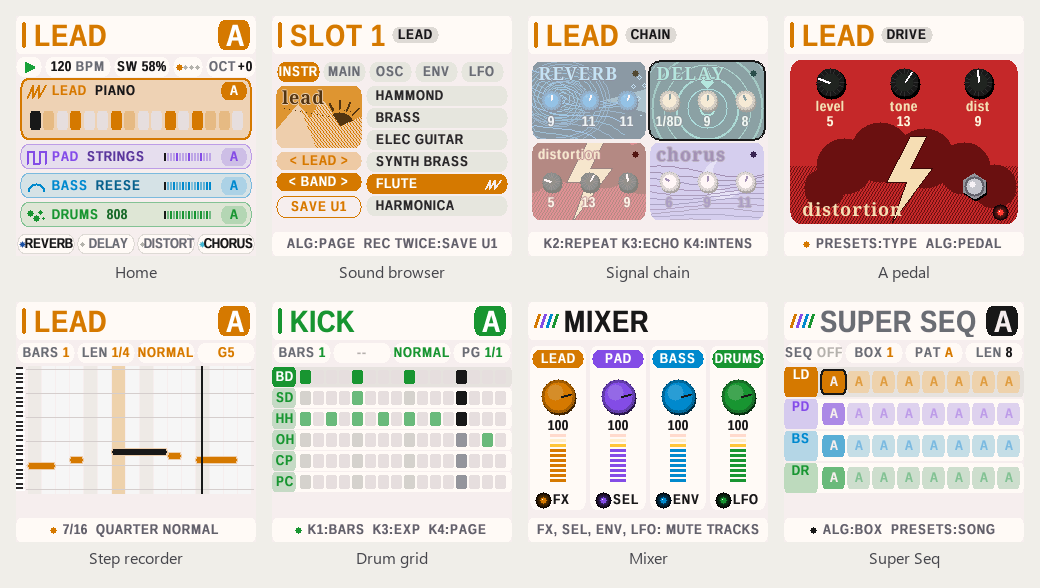 LEAD A
120 BPM SW 58% OCT+0
LEAD PIANO A
PAD STRINGS A
BASS REESE A
DRUMS 808 A
REVERB DELAY DISTORT CHORUS
Home
SLOT 1 LEAD
INSTR MAIN OSC ENV LFO
lead
< LEAD >
< BAND >
SAVE U1
HAMMOND
BRASS
ELEC GUITAR
SYNTH BRASS
FLUTE
HARMONICA
ALG:PAGE REC TWICE:SAVE U1
Sound browser
LEAD CHAIN
REVERB
9 11 11
DELAY
1/8D 9 8
distortion
5 13 9
chorus
6 9 11
K2:REPEAT K3:ECHO K4:INTENS
Signal chain
LEAD DRIVE
level tone dist
5 13 9
distortion
PRESETS:TYPE ALG:PEDAL
A pedal
LEAD A
BARS 1 LEN 1/4 NORMAL G5
7/16 QUARTER NORMAL
Step recorder
KICK A
BARS 1 -- NORMAL PG 1/1
BD
SD
HH
OH
CP
PC
K1:BARS K3:EXP K4:PAGE
Drum grid
MIXER
LEAD PAD BASS DRUMS
100 100 100 100
FX SEL ENV LFO
FX, SEL, ENV, LFO: MUTE TRACKS
Mixer
SUPER SEQ A
SEQ OFF BOX 1 PAT A LEN 8
LD A A A A A A A A
PD A A A A A A A A
BS A A A A A A A A
DR A A A A A A A A
ALG:BOX PRESETS:SONG
Super Seq